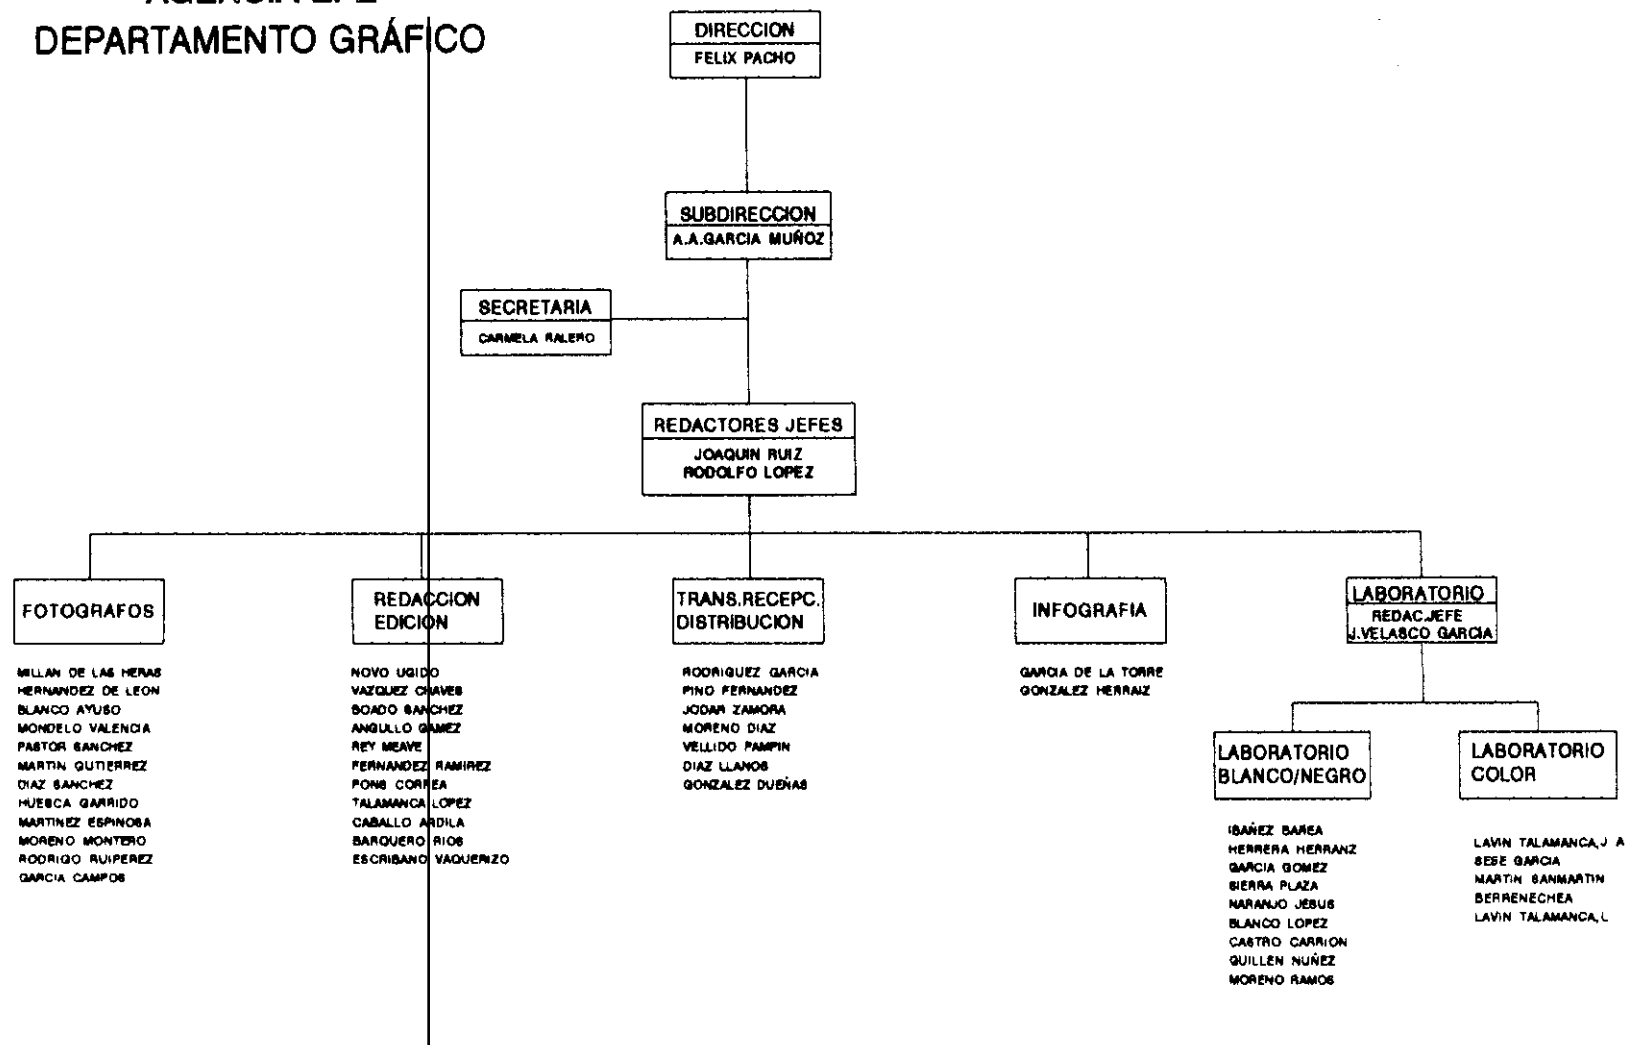 DEPARTAMENTO GRÁFICO
DIRECCION
FELIX PACHO
SUBDIRECCION
A.A.GARCIA MUÑOZ
SECRETARIA
CARMELA RALERO
REDACTORES JEFES
JOAQUIN RUIZ
RODOLFO LOPEZ
FOTOGRAFOS
MILLAN DE LAS HERAS
HERNANDEZ DE LEON
BLANCO AYUSO
MONDELO VALENCIA
PASTOR SANCHEZ
MARTIN GUTIERREZ
DIAZ SANCHEZ
HUESCA GARRIDO
MARTINEZ ESPINOSA
MORENO MONTERO
RODRIGO RUIPEREZ
GARCIA CAMPOS
REDACCION
EDICION
NOVO UGIDO
VAZQUEZ CHAVES
BOADO SANCHEZ
ANGULLO GAMEZ
REY MEAVE
FERNANDEZ RAMIREZ
PONS CORREA
TALAMANCA LOPEZ
CABALLO ARDILA
BARQUERO RIOS
ESCRIBANO VAQUERIZO
TRANS.RECEPC.
DISTRIBUCION
RODRIGUEZ GARCIA
PINO FERNANDEZ
JODAR ZAMORA
MORENO DIAZ
VELLIDO PAMPIN
DIAZ LLANOS
GONZALEZ DUEÑAS
INFOGRAFIA
GARCIA DE LA TORRE
GONZALEZ HERRAIZ
LABORATORIO
REDAC.JEFE
J.VELASCO GARCIA
LABORATORIO
BLANCO/NEGRO
IBAÑEZ BAREA
HERRERA HERRANZ
GARCIA GOMEZ
SIERRA PLAZA
NARANJO JESUS
BLANCO LOPEZ
CASTRO CARRION
GUILLEN NUÑEZ
MORENO RAMOS
LABORATORIO
COLOR
LAVIN TALAMANCA,J A
SESE GARCIA
MARTIN SANMARTIN
BERRENECHEA
LAVIN TALAMANCA,L